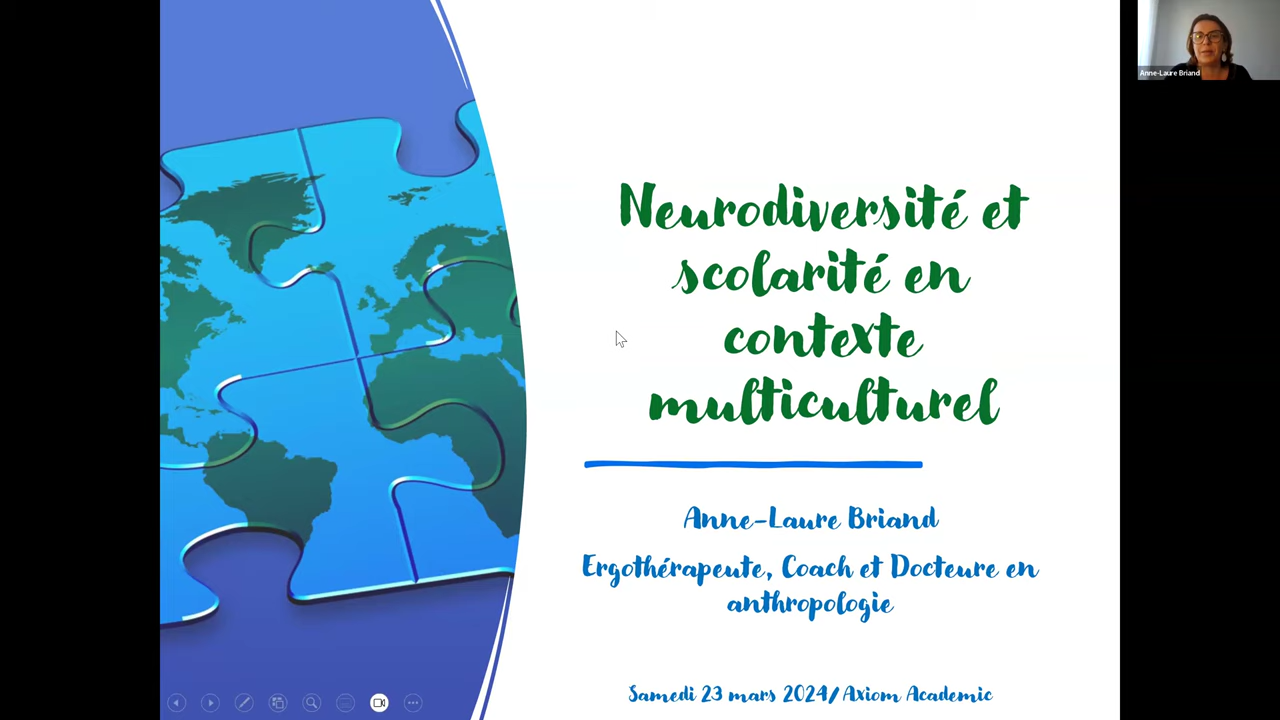 Anne-Laure Briand
Neurodiversité et
scolarité en
contexte
multiculturel
Anne-Laure Briand
Ergothérapeute, Coach et Docteure en
anthropologie
Samedi 23 mars 2024/Axiom Academic